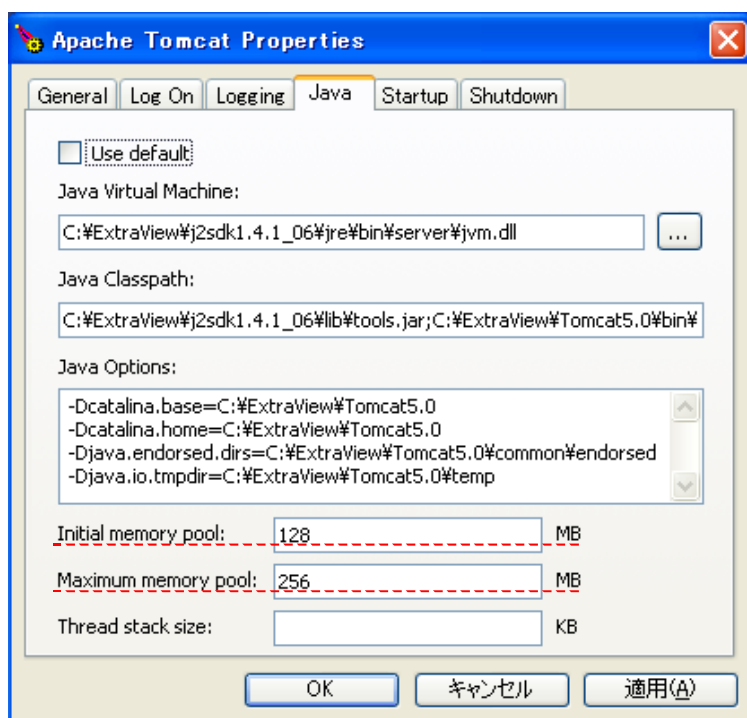 Apache Tomcat Properties
General Log On Logging Java Startup Shutdown
Use default
Java Virtual Machine:
C:¥ExtraView¥j2sdk1.4.1_06¥jre¥bin¥server¥jvm.dll ...
Java Classpath:
C:¥ExtraView¥j2sdk1.4.1_06¥lib¥tools.jar;C:¥ExtraView¥Tomcat5.0¥bin¥
Java Options:
-Dcatalina.base=C:¥ExtraView¥Tomcat5.0
-Dcatalina.home=C:¥ExtraView¥Tomcat5.0
-Djava.endorsed.dirs=C:¥ExtraView¥Tomcat5.0¥common¥endorsed
-Djava.io.tmpdir=C:¥ExtraView¥Tomcat5.0¥temp
Initial memory pool: 128 MB
Maximum memory pool: 256 MB
Thread stack size: KB
OK キャンセル 適用(A)